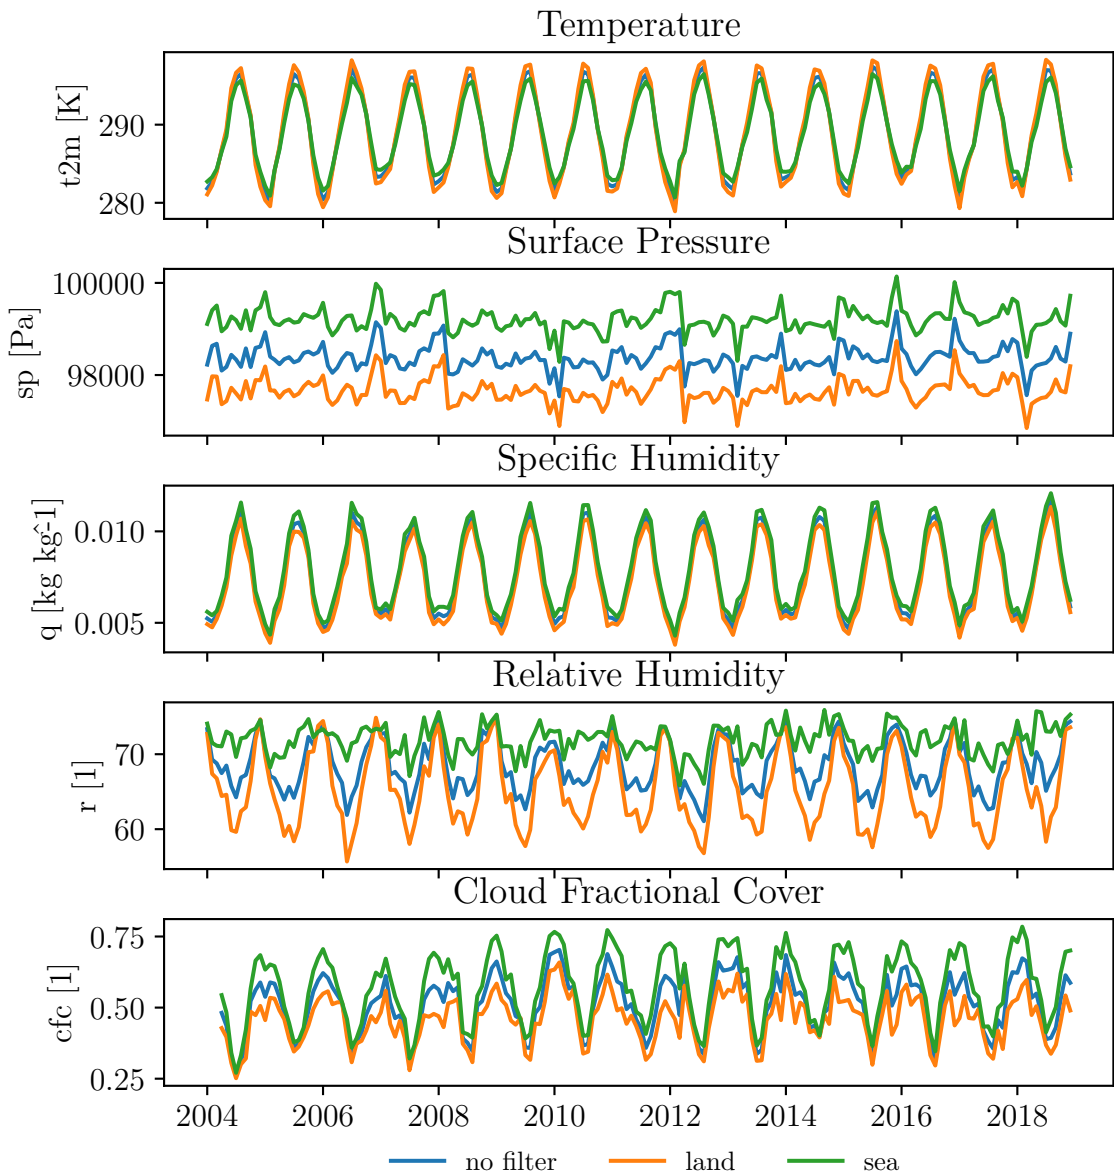 Temperature
t2m [K]
290
280
Surface Pressure
sp [Pa]
100000
98000
Specific Humidity
q [kg kgˆ-1]
0.010
0.005
Relative Humidity
r [1]
70
60
Cloud Fractional Cover
cfc [1]
0.75
0.50
0.25
2004 2006 2008 2010 2012 2014 2016 2018
no filter land sea